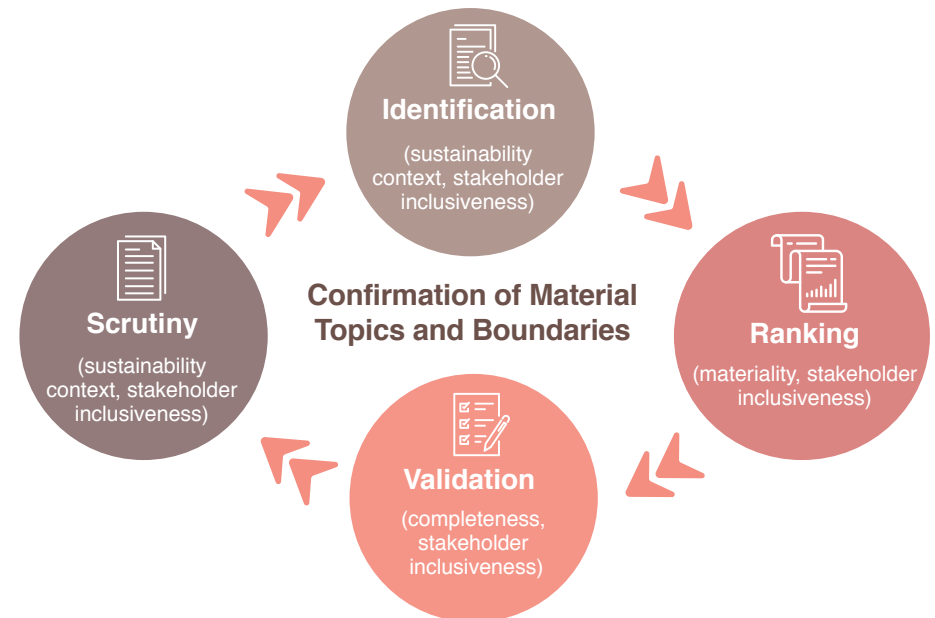 Identification
(sustainability
context, stakeholder
inclusiveness)
Confirmation of Material
Topics and Boundaries
Scrutiny
(sustainability
context, stakeholder
inclusiveness)
Ranking
(materiality, stakeholder
inclusiveness)
Validation
(completeness,
stakeholder
inclusiveness)